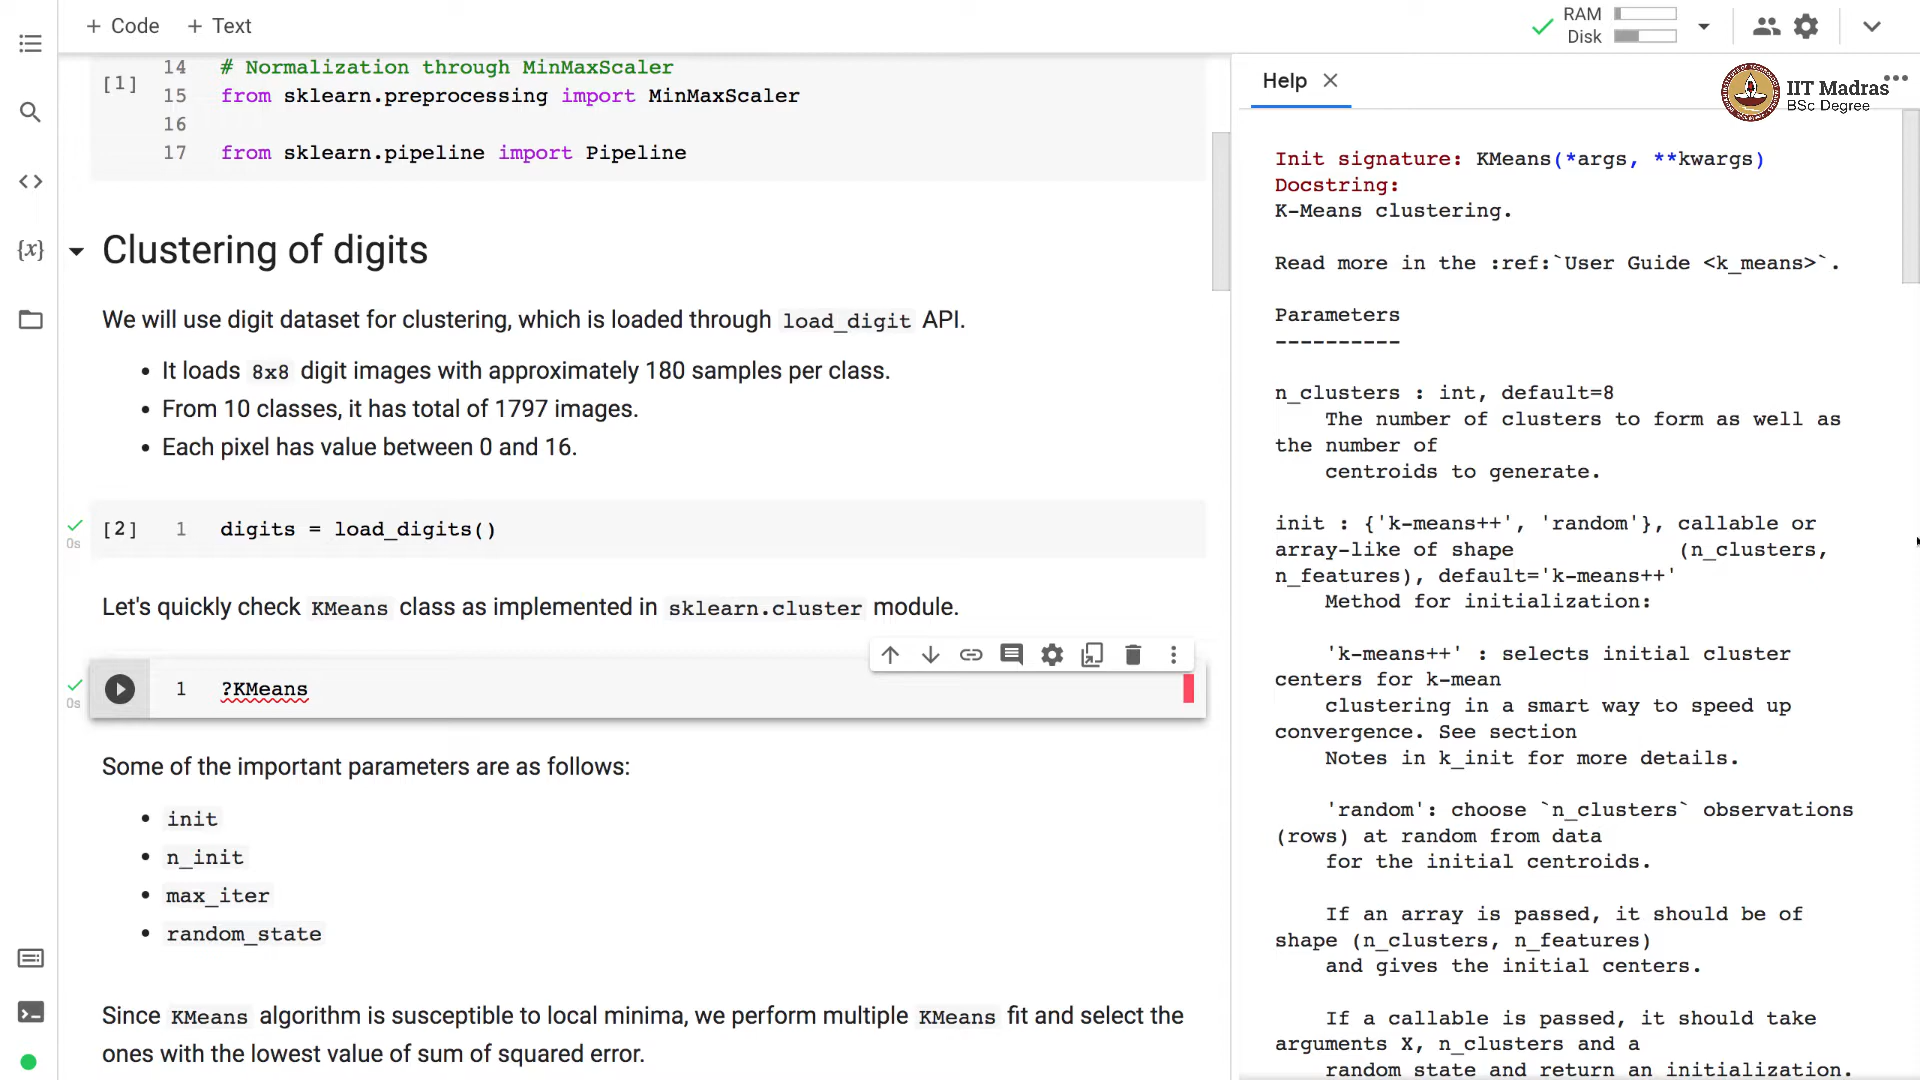 + Code + Text
RAM
Disk
14 # Normalization through MinMaxScaler
[1]
15 from sklearn.preprocessing import MinMaxScaler
16
17 from sklearn.pipeline import Pipeline
Clustering of digits
We will use digit dataset for clustering, which is loaded through load_digit API.
• It loads 8x8 digit images with approximately 180 samples per class.
• From 10 classes, it has total of 1797 images.
• Each pixel has value between 0 and 16.
[2] 1 digits = load_digits()
0s
Let's quickly check KMeans class as implemented in sklearn.cluster module.
1 ?KMeans
0s
Some of the important parameters are as follows:
• init
• n_init
• max_iter
• random_state
Since KMeans algorithm is susceptible to local minima, we perform multiple KMeans fit and select the
ones with the lowest value of sum of squared error.
Help
IIT Madras
BSc Degree
Init signature: KMeans(*args, **kwargs)
Docstring:
K-Means clustering.
Read more in the :ref:`User Guide <k_means>`.
Parameters
----------
n_clusters : int, default=8
The number of clusters to form as well as
the number of
centroids to generate.
init : {'k-means++', 'random'}, callable or
array-like of shape (n_clusters,
n_features), default='k-means++'
Method for initialization:
'k-means++' : selects initial cluster
centers for k-mean
clustering in a smart way to speed up
convergence. See section
Notes in k_init for more details.
'random': choose `n_clusters` observations
(rows) at random from data
for the initial centroids.
If an array is passed, it should be of
shape (n_clusters, n_features)
and gives the initial centers.
If a callable is passed, it should take
arguments X, n_clusters and a
random state and return an initialization.